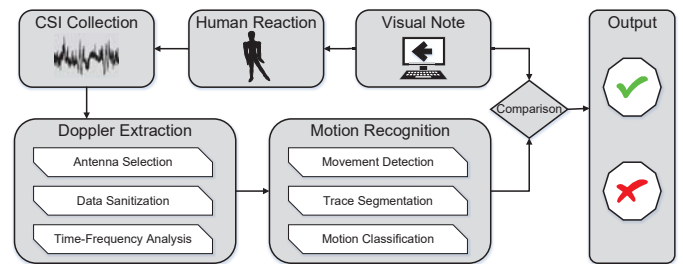 CSI Collection
Human Reaction
Visual Note
Output
Comparison
Doppler Extraction
Antenna Selection
Data Sanitization
Time-Frequency Analysis
Motion Recognition
Movement Detection
Trace Segmentation
Motion Classification